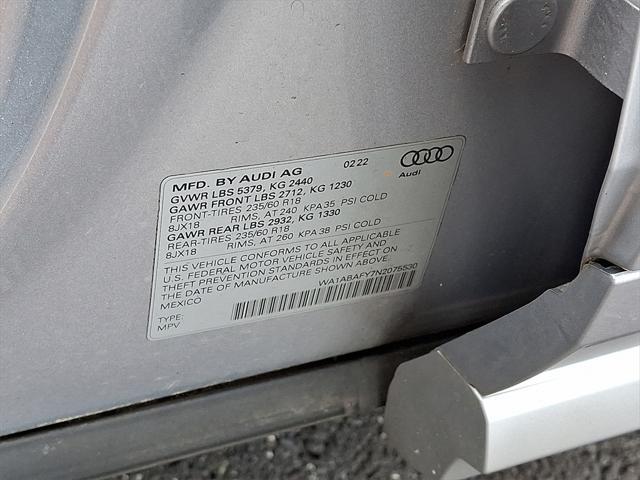 MFD. BY AUDI AG 02 22
GVWR LBS 5379, KG 2440
GAWR FRONT LBS 2712, KG 1230
FRONT-TIRES 235/60 R18
8JX18 RIMS, AT 240 KPA 35 PSI COLD
GAWR REAR LBS 2932, KG 1330
REAR-TIRES 235/60 R18
8JX18 RIMS, AT 260 KPA 38 PSI COLD
THIS VEHICLE CONFORMS TO ALL APPLICABLE
U.S. FEDERAL MOTOR VEHICLE SAFETY AND
THEFT PREVENTION STANDARDS IN EFFECT ON
THE DATE OF MANUFACTURE SHOWN ABOVE.
MEXICO
WA1ABAFY7N2075530
TYPE:
MPV
Audi